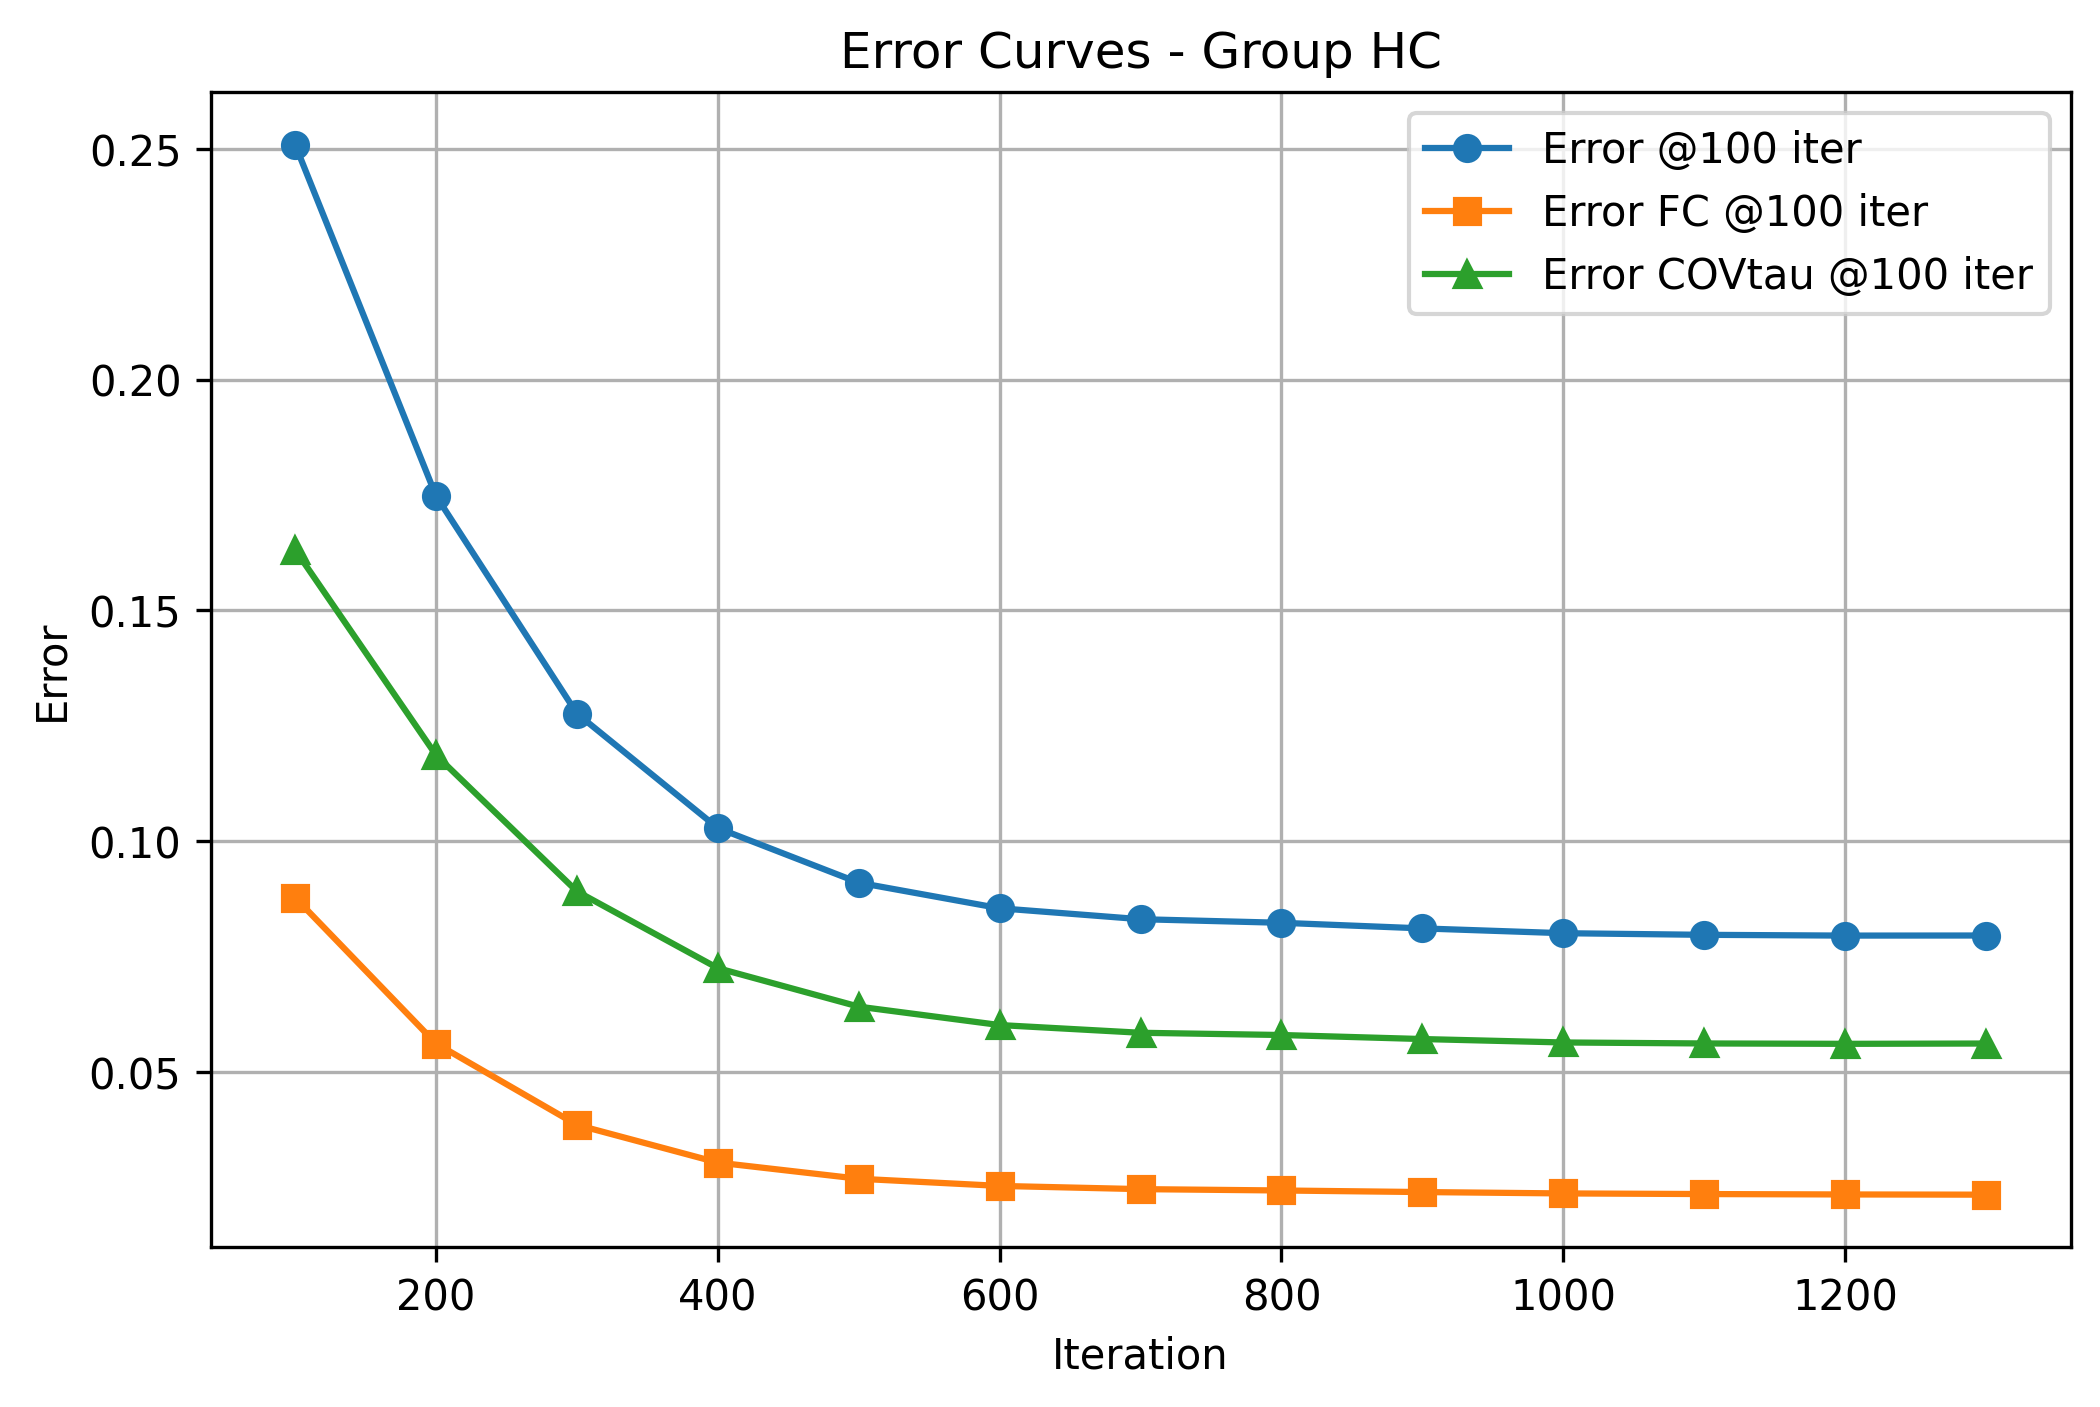 Error Curves - Group HC
Error @100 iter
Error FC @100 iter
Error COVtau @100 iter
Error
0.25
0.20
0.15
0.10
0.05
200 400 600 800 1000 1200
Iteration